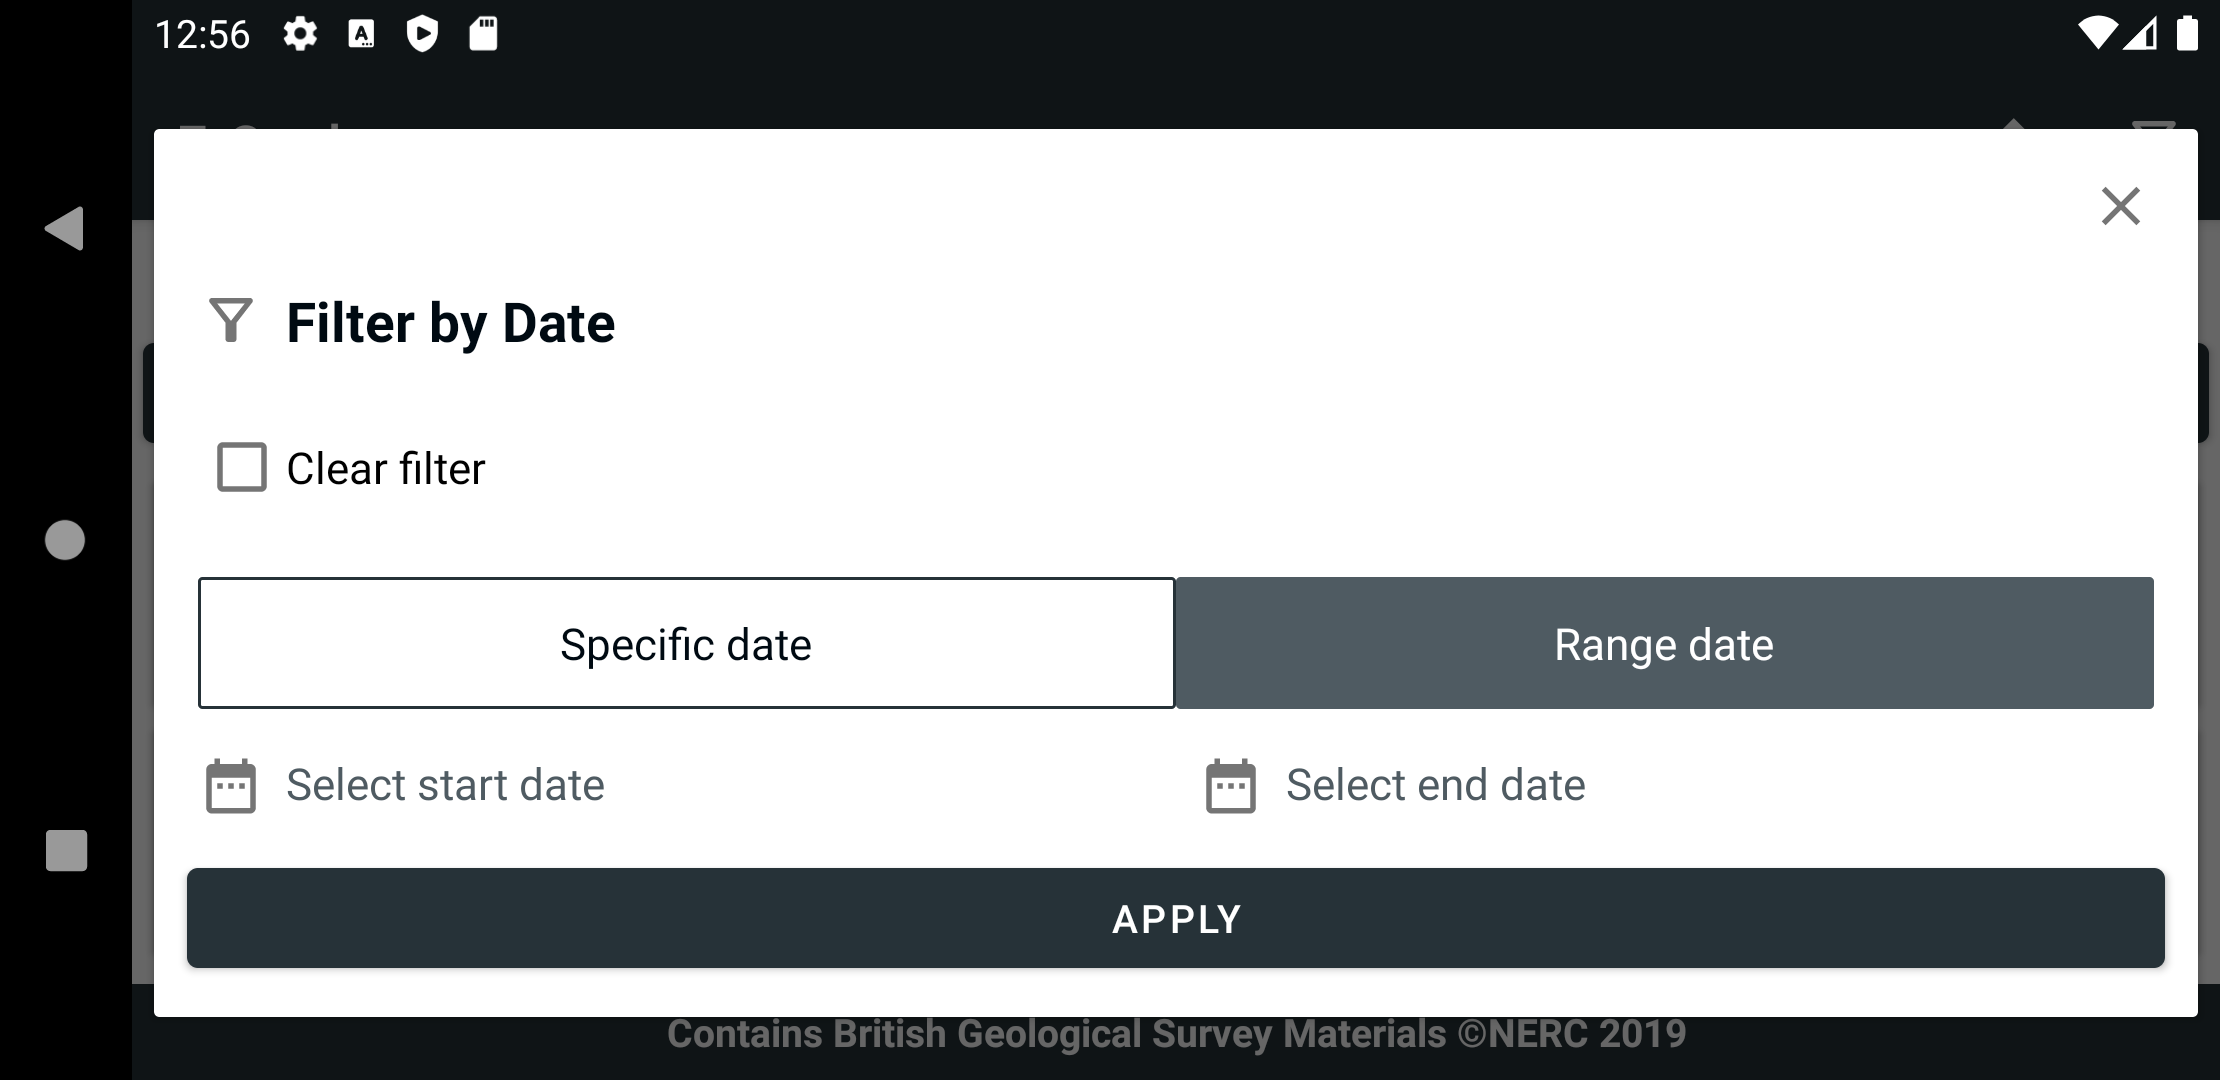 12:56
Filter by Date
Clear filter
Specific date
Range date
Select start date
Select end date
APPLY
Contains British Geological Survey Materials ©NERC 2019